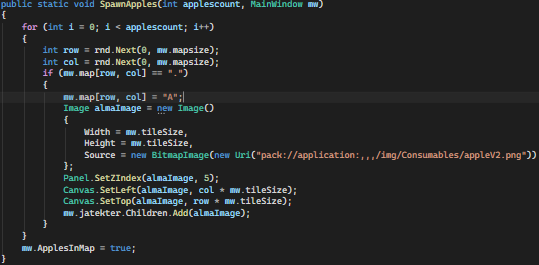 public static void SpawnApples(int applescount, MainWindow mw)
{
    for (int i = 0; i < applescount; i++)
    {
        int row = rnd.Next(0, mw.mapsize);
        int col = rnd.Next(0, mw.mapsize);
        if (mw.map[row, col] == ".")
        {
            mw.map[row, col] = "A";
            Image almaImage = new Image()
            {
                Width = mw.tileSize,
                Height = mw.tileSize,
                Source = new BitmapImage(new Uri("pack://application:,,,/img/Consumables/appleV2.png"))
            };
            Panel.SetZIndex(almaImage, 5);
            Canvas.SetLeft(almaImage, col * mw.tileSize);
            Canvas.SetTop(almaImage, row * mw.tileSize);
            mw.jatekter.Children.Add(almaImage);
        }
    }
    mw.ApplesInMap = true;
}